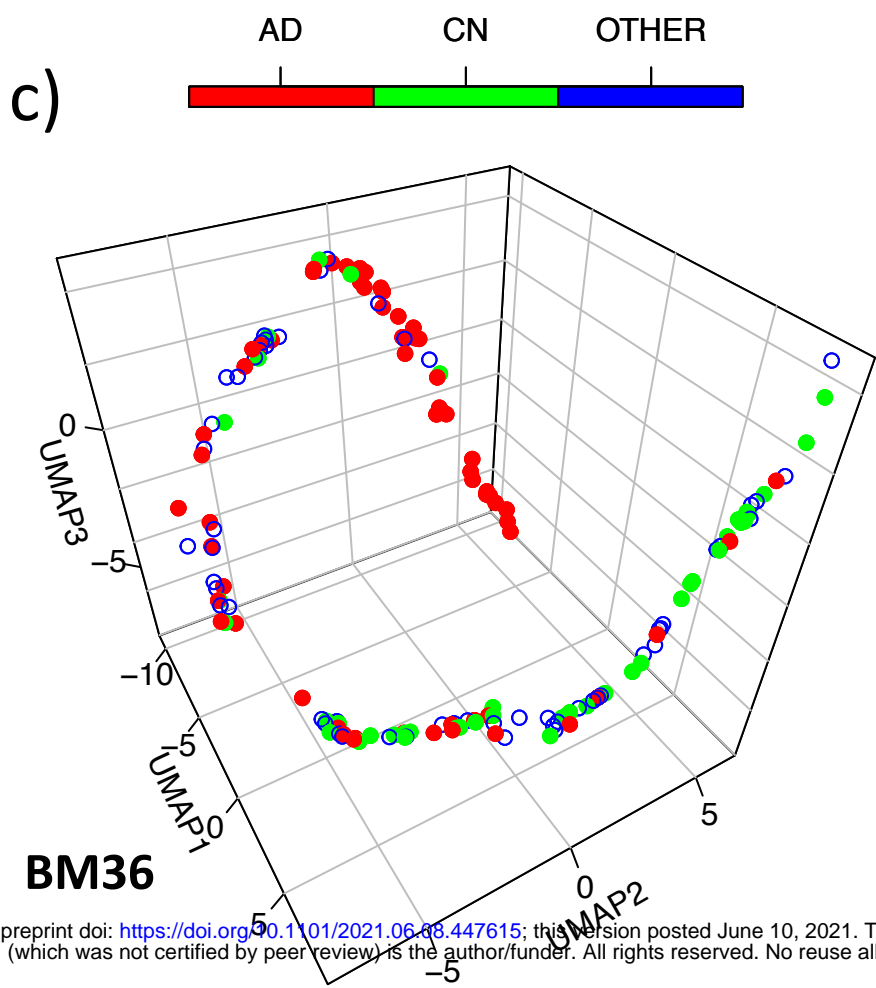 AD CN OTHER
c)
0
UMAP3
−5
−10
−5
UMAP1
0
5
BM36
5
0
UMAP2
−5
preprint doi: https://doi.org/10.1101/2021.06.08.447615; this version posted June 10, 2021. T
(which was not certified by peer review) is the author/funder. All rights reserved. No reuse all